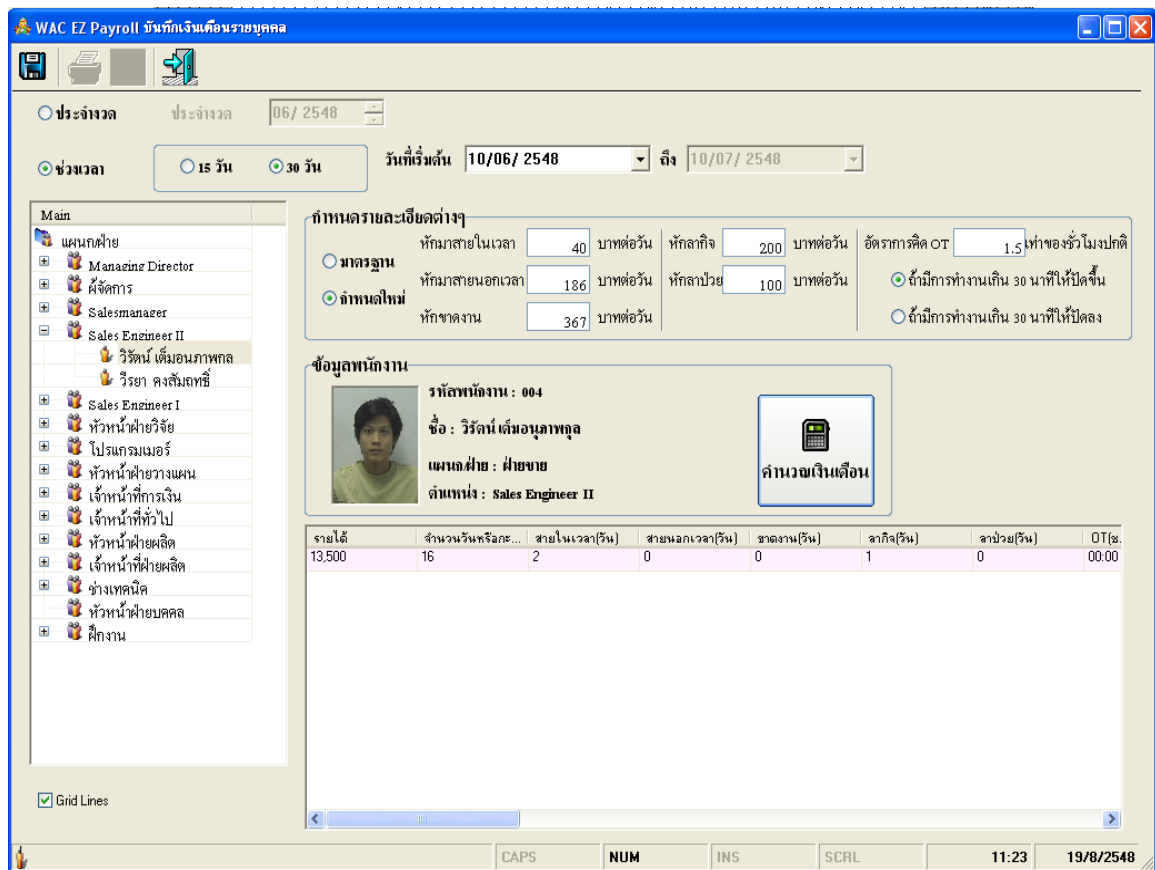 WAC EZ Payroll บันทึกเงินเดือนรายบุคคล
ประจำงวด ประจำงวด 06/ 2548
ช่วงเวลา 15 วัน 30 วัน วันที่เริ่มต้น 10/06/ 2548 ถึง 10/07/ 2548
Main
แผนก/ฝ่าย
Managing Director
ผู้จัดการ
Salesmanager
Sales Engineer II
วิรัตน์ เต็มอนุภาพกุล
วีรยา คงสัมฤทธิ์
Sales Engineer I
หัวหน้าฝ่ายวิจัย
โปรแกรมเมอร์
หัวหน้าฝ่ายวางแผน
เจ้าหน้าที่การเงิน
เจ้าหน้าที่ทั่วไป
หัวหน้าฝ่ายผลิต
เจ้าหน้าที่ฝ่ายผลิต
ช่างเทคนิค
หัวหน้าฝ่ายบุคคล
ฝึกงาน
Grid Lines
กำหนดรายละเอียดต่างๆ
มาตรฐาน
กำหนดใหม่
หักมาสายในเวลา 40 บาทต่อวัน หักลากิจ 200 บาทต่อวัน อัตราการคิด OT 1.5 เท่าของชั่วโมงปกติ
หักมาสายนอกเวลา 186 บาทต่อวัน หักลาป่วย 100 บาทต่อวัน ถ้ามีการทำงานเกิน 30 นาทีให้ปัดขึ้น
หักขาดงาน 367 บาทต่อวัน ถ้ามีการทำงานเกิน 30 นาทีให้ปัดลง
ข้อมูลพนักงาน
รหัสพนักงาน : 004
ชื่อ : วิรัตน์ เต็มอนุภาพกุล
แผนก/ฝ่าย : ฝ่ายขาย
ตำแหน่ง : Sales Engineer II
คำนวณเงินเดือน
รายได้ จำนวนวันหรือกะ... สายในเวลา(วัน) สายนอกเวลา(วัน) ขาดงาน(วัน) ลากิจ(วัน) ลาป่วย(วัน) OT(ช.
13,500 16 2 0 0 1 0 00:00
CAPS NUM INS SCRL 11:23 19/8/2548